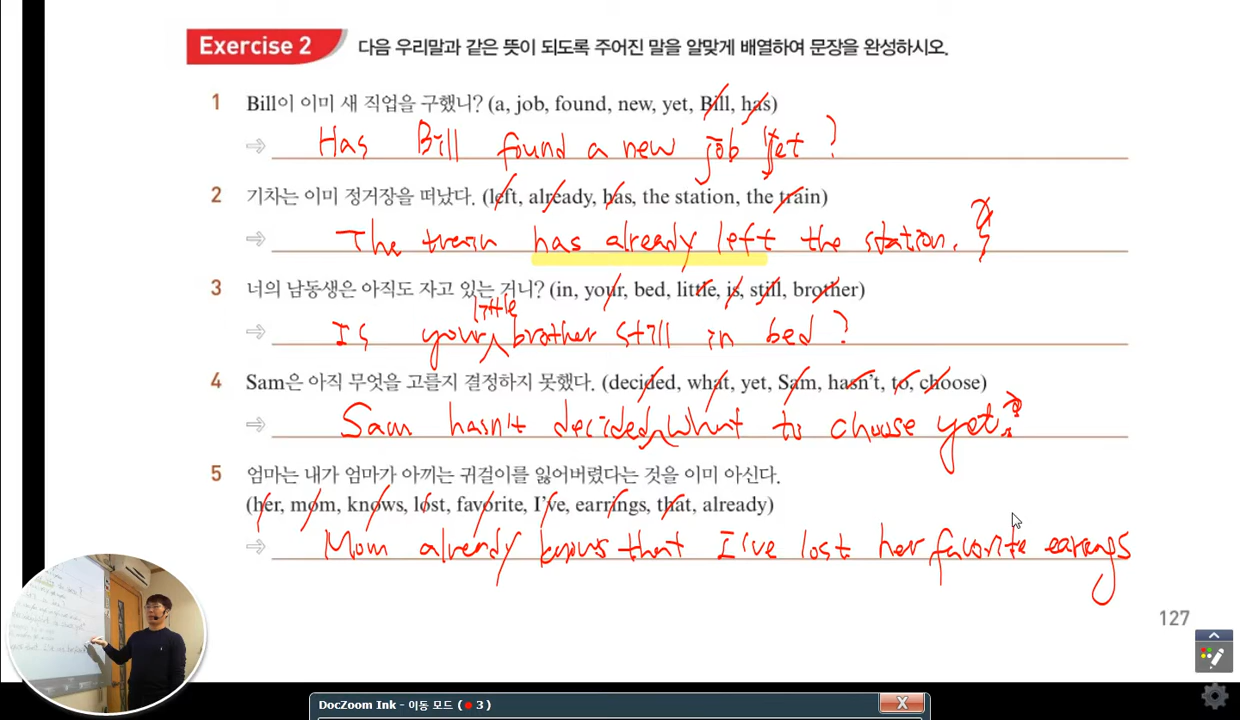 Exercise 2 다음 우리말과 같은 뜻이 되도록 주어진 말을 알맞게 배열하여 문장을 완성하시오.
1 Bill이 이미 새 직업을 구했니? (a, job, found, new, yet, Bill, has)
⇨ Has Bill found a new job yet ?
2 기차는 이미 정거장을 떠났다. (left, already, has, the station, the train)
⇨ The train has already left the station.
3 너의 남동생은 아직도 자고 있는 거니? (in, your, bed, little, is, still, brother)
little
⇨ Is your brother still in bed ?
4 Sam은 아직 무엇을 고를지 결정하지 못했다. (decided, what, yet, Sam, hasn't, to, choose)
⇨ Sam hasn't decided what to choose yet.
5 엄마는 내가 엄마가 아끼는 귀걸이를 잃어버렸다는 것을 이미 아신다.
(her, mom, knows, lost, favorite, I've, earrings, that, already)
⇨ Mom already knows that I've lost her favorite earrings
127
DocZoom Ink - 이동 모드 ( ● 3 )